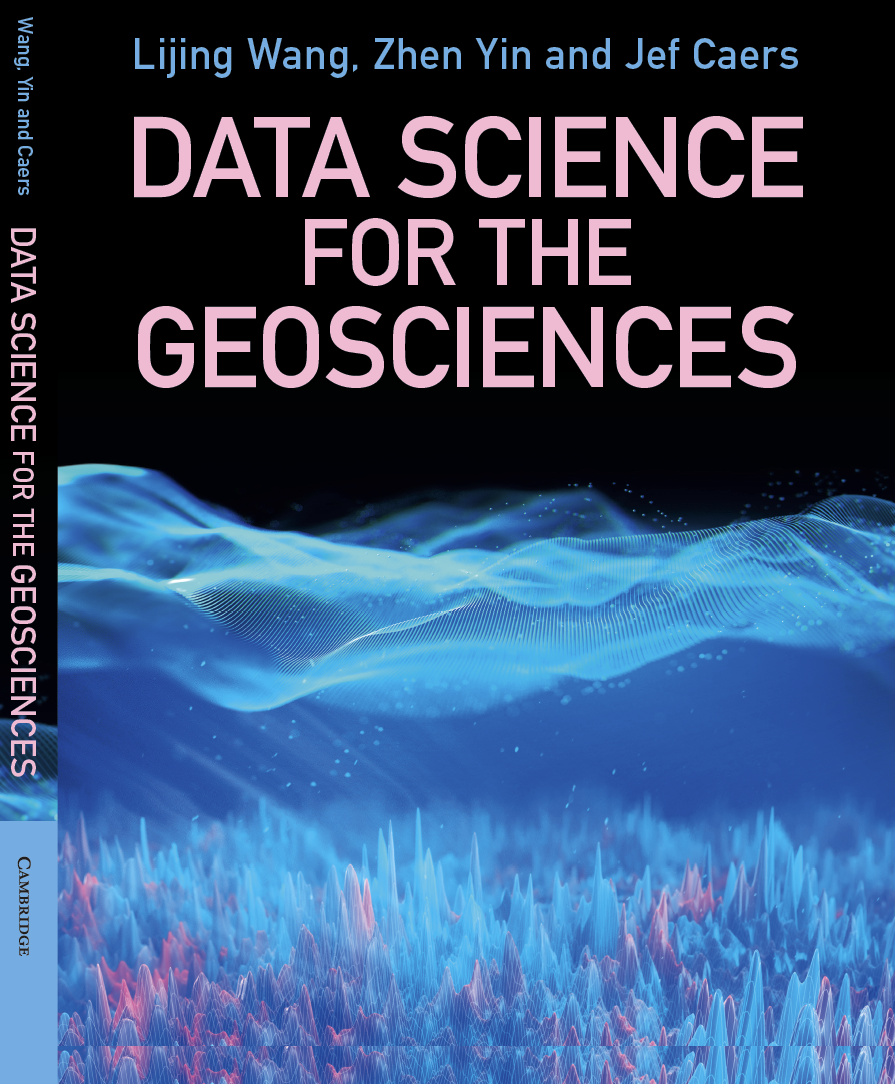 Lijing Wang, Zhen Yin and Jef Caers
DATA SCIENCE
FOR THE
GEOSCIENCES
Wang, Yin and Caers
DATA SCIENCE FOR THE GEOSCIENCES
CAMBRIDGE